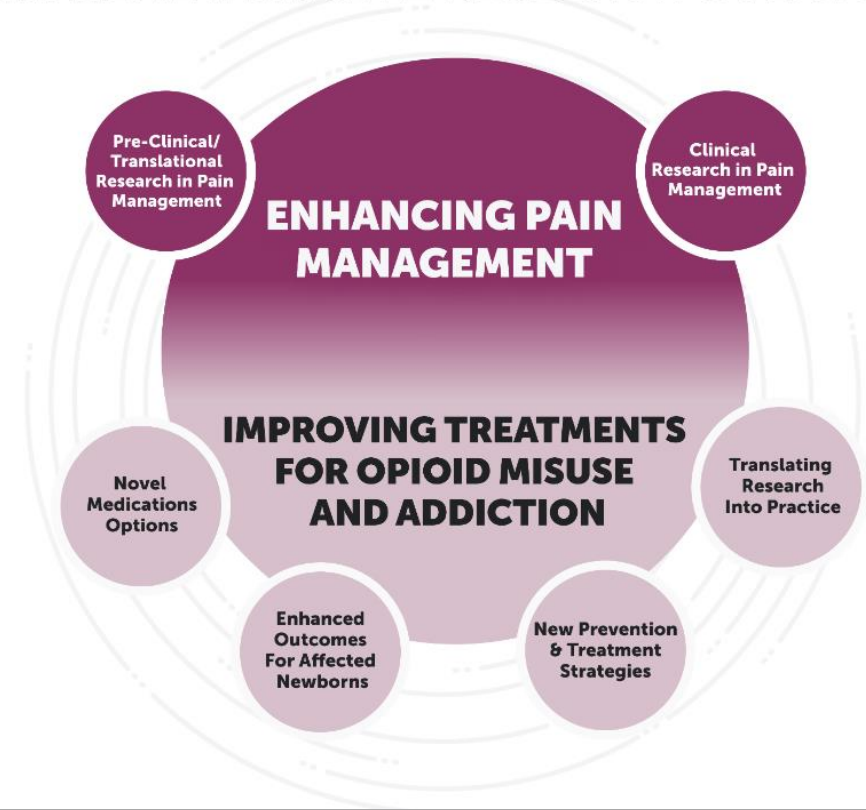 Pre-Clinical/
Translational
Research in Pain
Management
Clinical
Research in Pain
Management
ENHANCING PAIN
MANAGEMENT
IMPROVING TREATMENTS
FOR OPIOID MISUSE
AND ADDICTION
Novel
Medications
Options
Translating
Research
Into Practice
Enhanced
Outcomes
For Affected
Newborns
New Prevention
& Treatment
Strategies